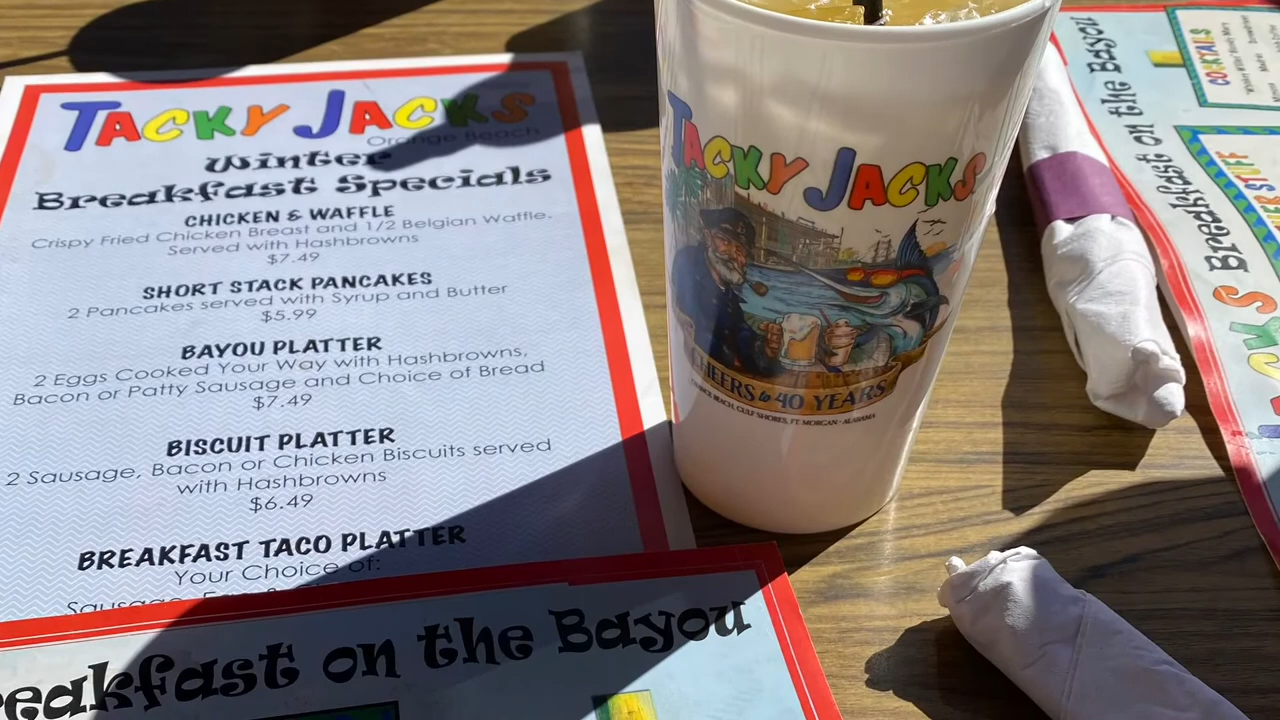 TACKY JACKS
Orange Beach
Winter
Breakfast Specials
CHICKEN & WAFFLE
Crispy Fried Chicken Breast and 1/2 Belgian Waffle.
Served with Hashbrowns
$7.49
SHORT STACK PANCAKES
2 Pancakes served with Syrup and Butter
$5.99
BAYOU PLATTER
2 Eggs Cooked Your Way with Hashbrowns,
Bacon or Patty Sausage and Choice of Bread
$7.49
BISCUIT PLATTER
2 Sausage, Bacon or Chicken Biscuits served
with Hashbrowns
$6.49
BREAKFAST TACO PLATTER
Your Choice of:
Sausage,
Breakfast on the Bayou
TACKY JACKS
CHEERS to 40 YEARS
ORANGE BEACH, GULF SHORES, FT. MORGAN • ALABAMA
Breakfast on the Bayou
COCKTAILS